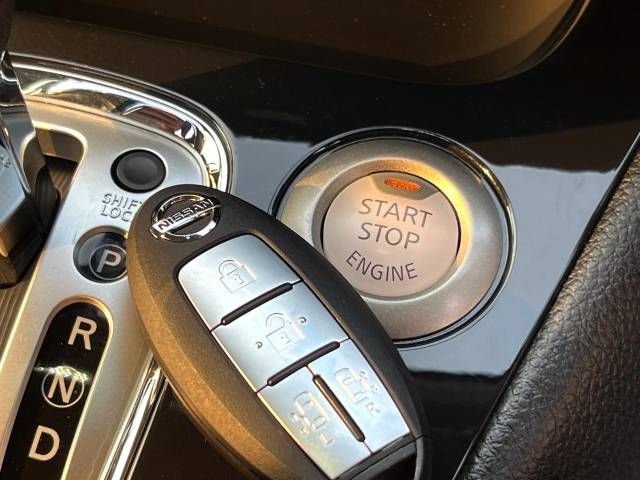 SHIFT
LOCK
P
R
N
D
NISSAN
START
STOP
ENGINE
L
R